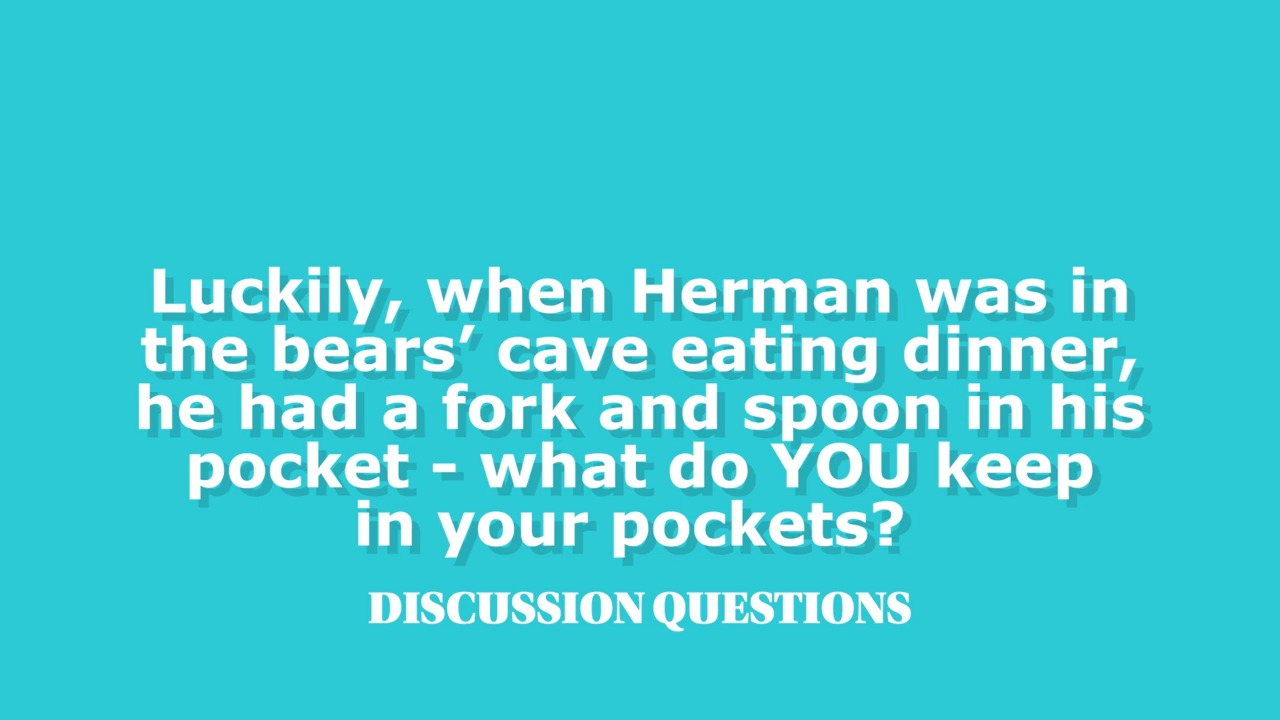 Luckily, when Herman was in
the bears’ cave eating dinner,
he had a fork and spoon in his
pocket - what do YOU keep
in your pockets?
DISCUSSION QUESTIONS